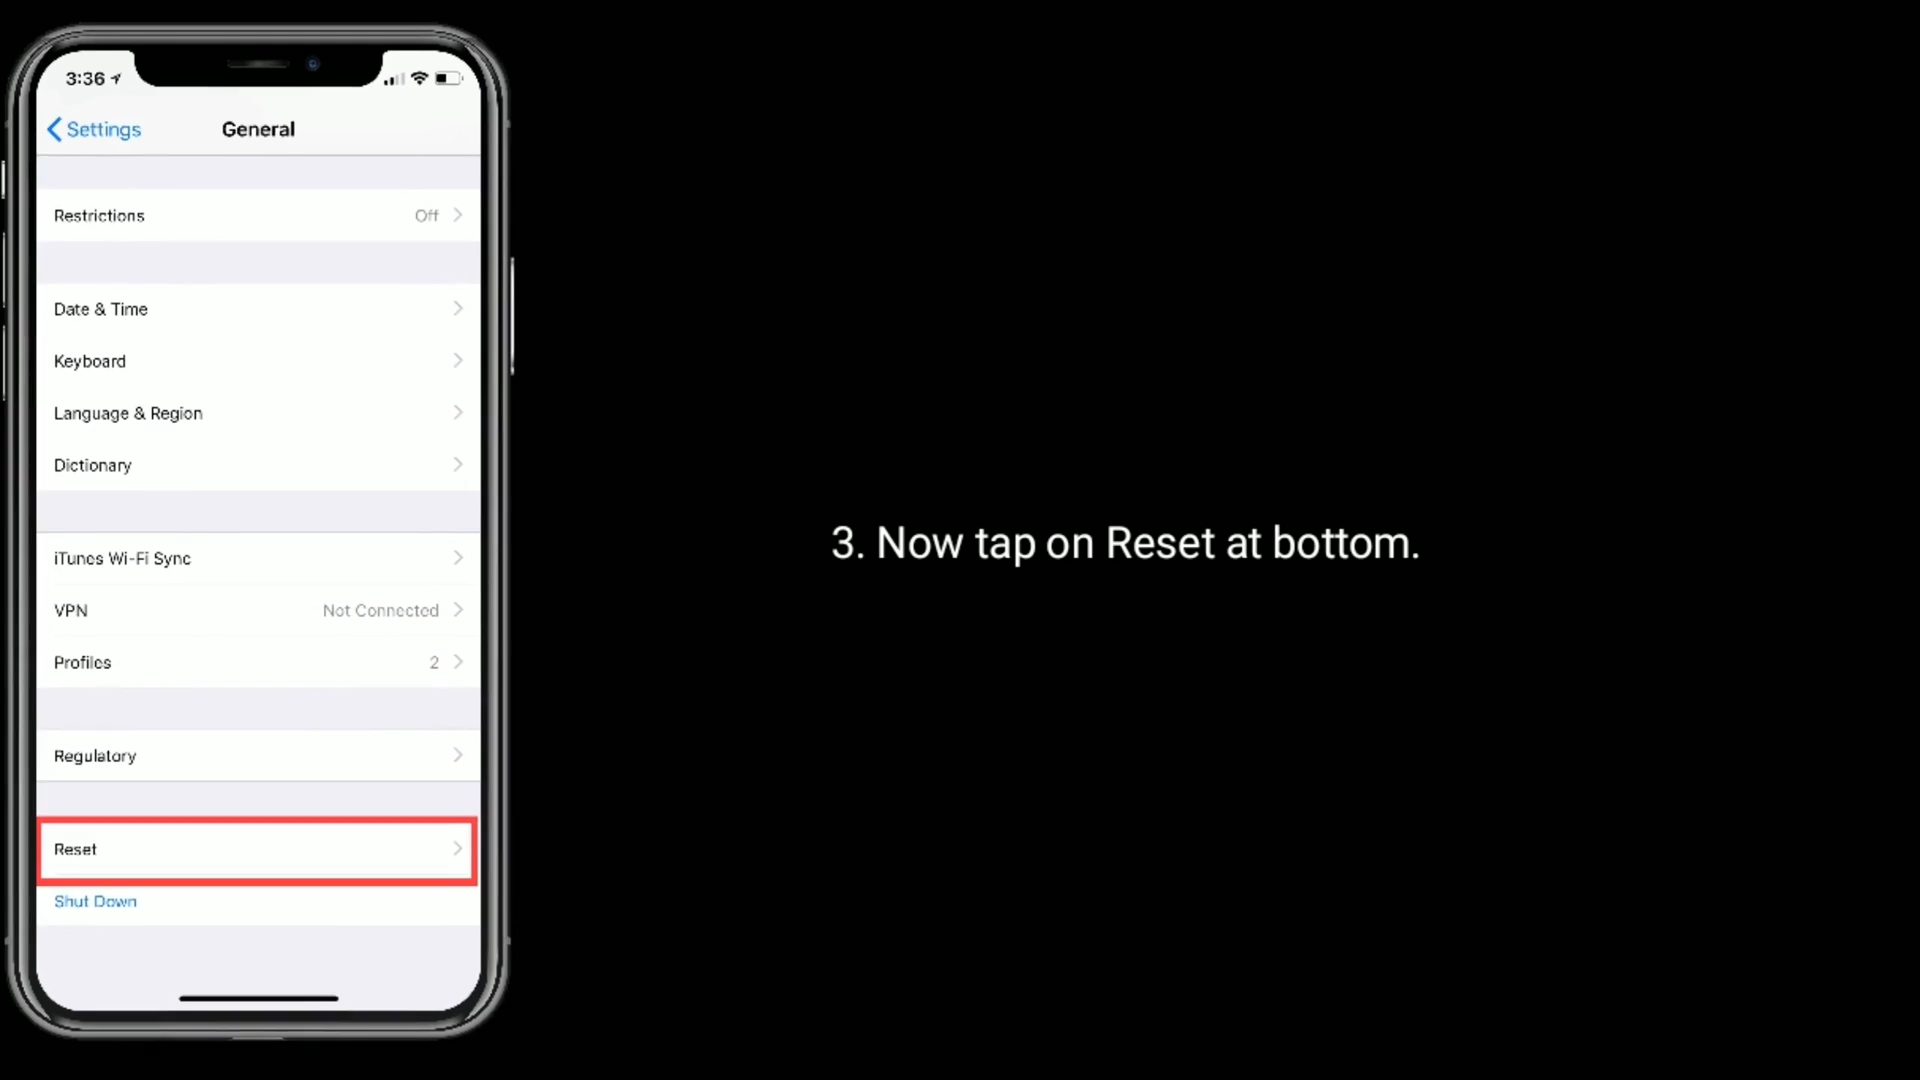 3:36
Settings
General
Restrictions Off
Date & Time
Keyboard
Language & Region
Dictionary
iTunes Wi-Fi Sync
VPN Not Connected
Profiles 2
Regulatory
Reset
Shut Down
3. Now tap on Reset at bottom.